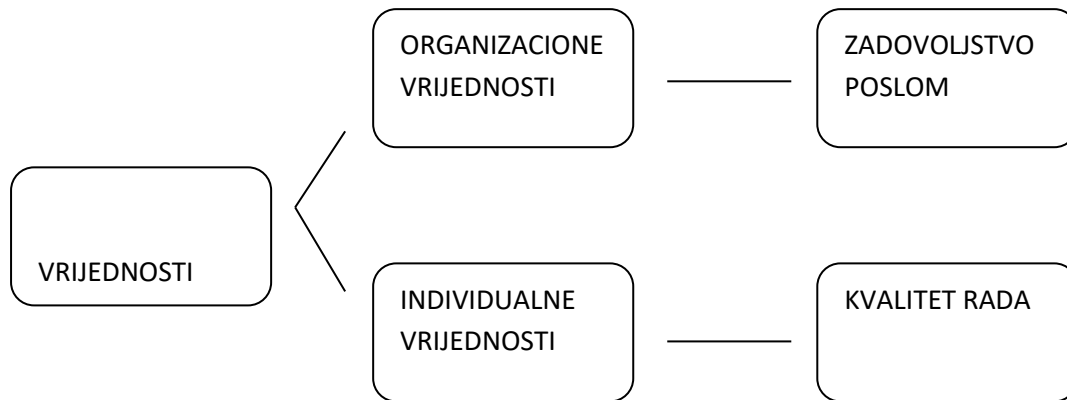 ORGANIZACIONE
VRIJEDNOSTI
ZADOVOLJSTVO
POSLOM
VRIJEDNOSTI
INDIVIDUALNE
VRIJEDNOSTI
KVALITET RADA